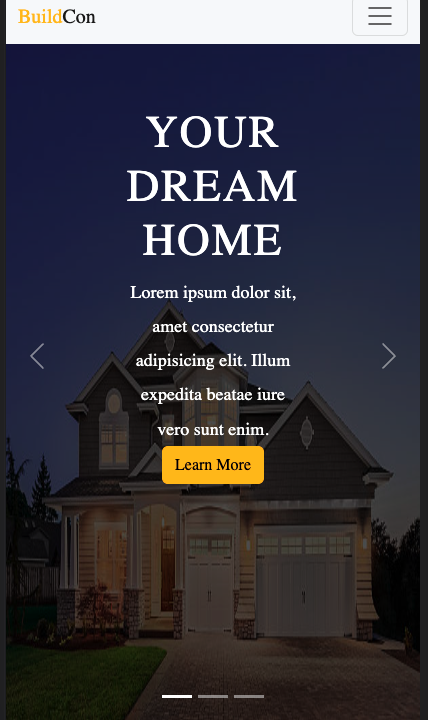 BuildCon
YOUR
DREAM
HOME
Lorem ipsum dolor sit,
amet consectetur
adipisicing elit. Illum
expedita beatae iure
vero sunt enim.
Learn More